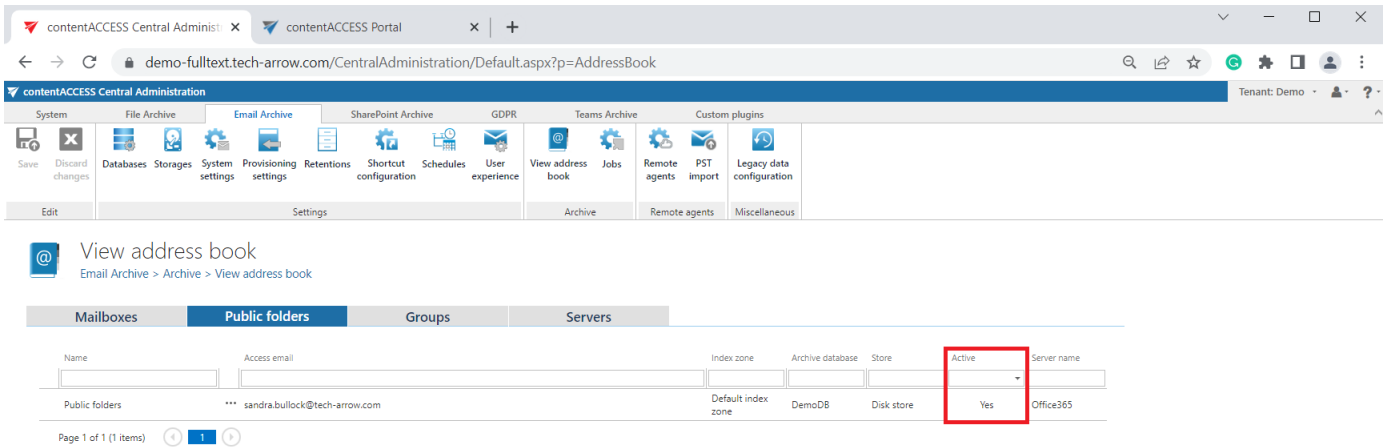 contentACCESS Central Administ
contentACCESS Portal
demo-fulltext.tech-arrow.com/CentralAdministration/Default.aspx?p=AddressBook
contentACCESS Central Administration
Tenant: Demo
System File Archive Email Archive SharePoint Archive GDPR Teams Archive Custom plugins
Save
Discard changes
Databases
Storages
System settings
Provisioning settings
Retentions
Shortcut configuration
Schedules
User experience
View address book
Jobs
Remote agents
PST import
Legacy data configuration
Edit Settings Archive Remote agents Miscellaneous
View address book
Email Archive > Archive > View address book
Mailboxes Public folders Groups Servers
Name Access email Index zone Archive database Store Active Server name
Public folders ••• sandra.bullock@tech-arrow.com Default index zone DemoDB Disk store Yes Office365
Page 1 of 1 (1 items) 1